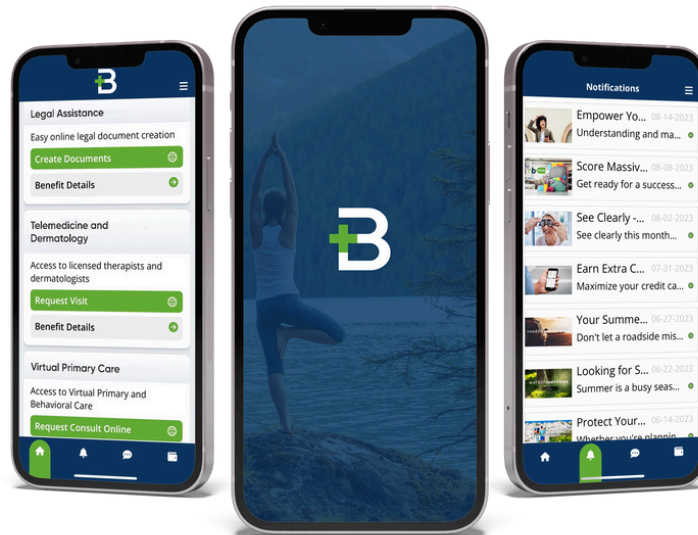 B
Legal Assistance
Easy online legal document creation
Create Documents
Benefit Details
Telemedicine and
Dermatology
Access to licensed therapists and
dermatologists
Request Visit
Benefit Details
Virtual Primary Care
Access to Virtual Primary and
Behavioral Care
Request Consult Online
B
Notifications
Empower Yo... 08-14-2023
Understanding and ma...
Score Massiv... 08-08-2023
Get ready for a success...
See Clearly -... 08-02-2023
See clearly this month...
Earn Extra C... 07-31-2023
Maximize your credit ca...
Your Summe... 06-27-2023
Don't let a roadside mis...
Looking for S... 06-22-2023
Summer is a busy seas...
Protect Your... 06-14-2023
Whether you're plannin...